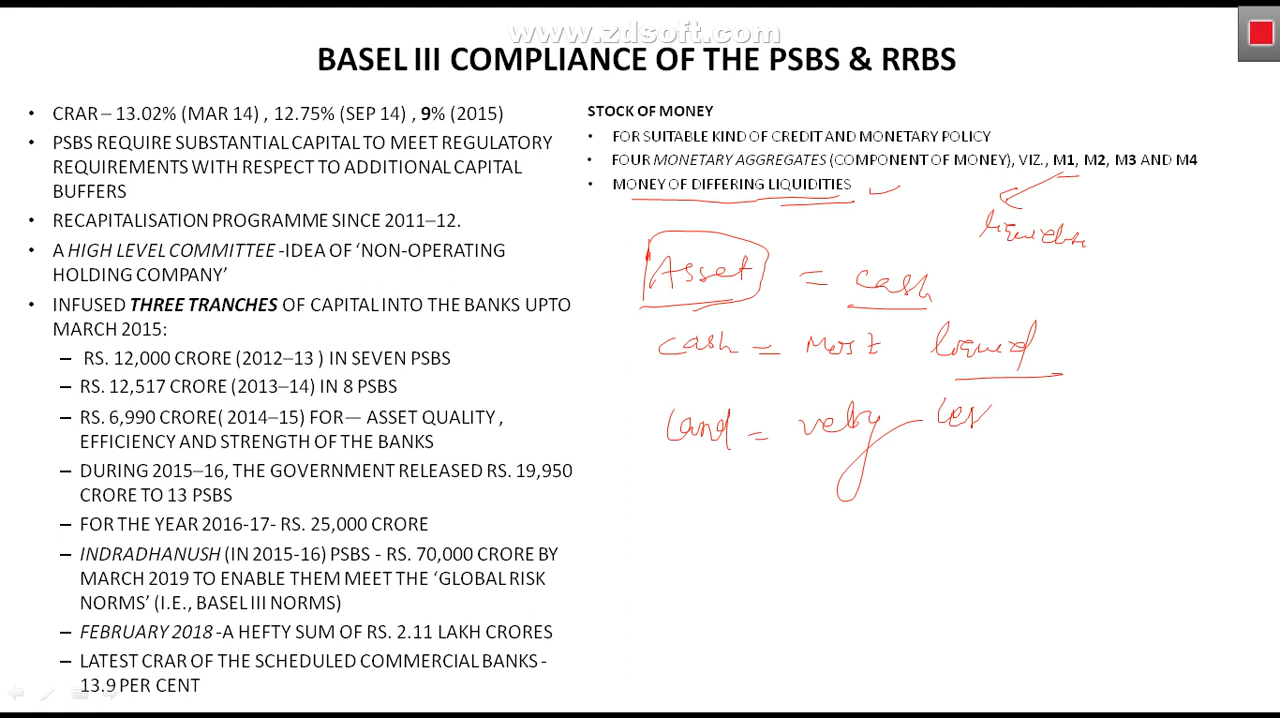 www.zdsoft.com
BASEL III COMPLIANCE OF THE PSBS & RRBS
• CRAR – 13.02% (MAR 14) , 12.75% (SEP 14) , 9% (2015)
• PSBS REQUIRE SUBSTANTIAL CAPITAL TO MEET REGULATORY
REQUIREMENTS WITH RESPECT TO ADDITIONAL CAPITAL
BUFFERS
• RECAPITALISATION PROGRAMME SINCE 2011–12.
• A HIGH LEVEL COMMITTEE -IDEA OF ‘NON-OPERATING
HOLDING COMPANY’
• INFUSED THREE TRANCHES OF CAPITAL INTO THE BANKS UPTO
MARCH 2015:
– RS. 12,000 CRORE (2012–13 ) IN SEVEN PSBS
– RS. 12,517 CRORE (2013–14) IN 8 PSBS
– RS. 6,990 CRORE( 2014–15) FOR— ASSET QUALITY ,
EFFICIENCY AND STRENGTH OF THE BANKS
– DURING 2015–16, THE GOVERNMENT RELEASED RS. 19,950
CRORE TO 13 PSBS
– FOR THE YEAR 2016-17- RS. 25,000 CRORE
– INDRADHANUSH (IN 2015-16) PSBS - RS. 70,000 CRORE BY
MARCH 2019 TO ENABLE THEM MEET THE ‘GLOBAL RISK
NORMS’ (I.E., BASEL III NORMS)
– FEBRUARY 2018 -A HEFTY SUM OF RS. 2.11 LAKH CRORES
– LATEST CRAR OF THE SCHEDULED COMMERCIAL BANKS -
13.9 PER CENT
STOCK OF MONEY
• FOR SUITABLE KIND OF CREDIT AND MONETARY POLICY
• FOUR MONETARY AGGREGATES (COMPONENT OF MONEY), VIZ., M1, M2, M3 AND M4
• MONEY OF DIFFERING LIQUIDITIES
Asset = cash
cash = most liquid
Land = very les